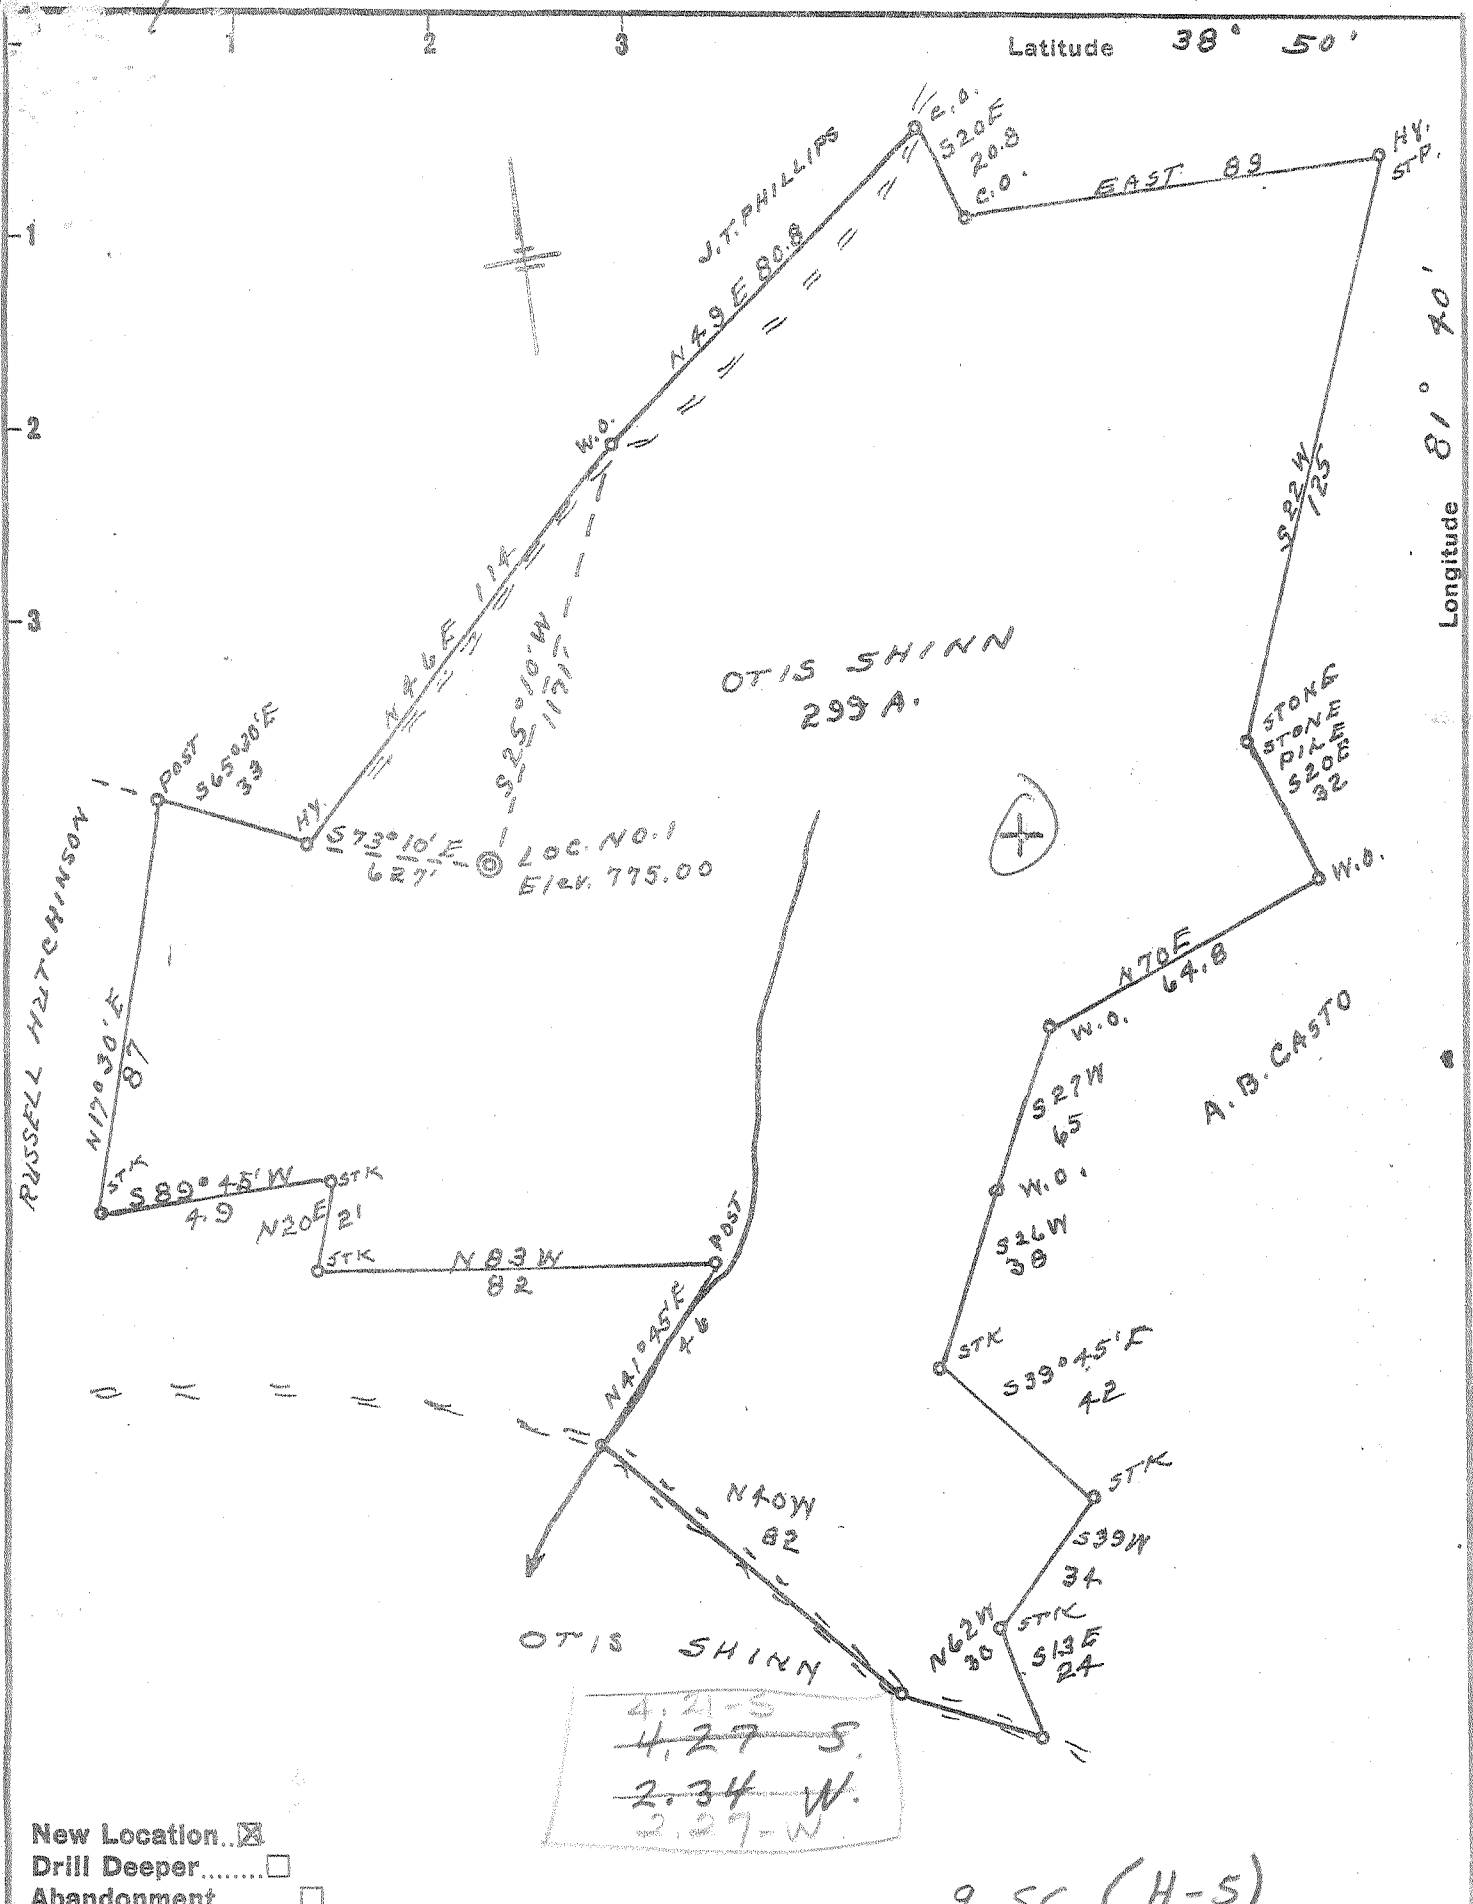 1
2
3
Latitude 38° 50'
1
2
3
Longitude 81° 40'
C.O.
S20E
20.8
C.O.
EAST 89
HY.
STP.
J.T. PHILLIPS
N49E 80.8
W.O.
N46E 114
S25°10'W
1191'
S22W
125
OTIS SHINN
299 A.
STONE
STONE
PILE
S20E
32
POST
S65°30'E
33
HY.
S73°10'E
627'
LOC. NO.1
Elev. 775.00
W.O.
N70E
64.8
W.O.
A.B. CASTO
RUSSELL HUTCHINSON
N17°30'E
87
S27W
65
W.O.
STK
S89°45'W
4.9
STK
N20E
21
STK
N83W
82
POST
S26W
38
N41°45'E
46
STK
S39°45'E
42
STK
N40W
82
S39W
34
STK
N62W
30
S13E
24
OTIS SHINN
4.21-S
4.27 S.
2.34 W.
2.27-W.
New Location..☒
Drill Deeper........☐
Abandonment ☐
(H-S)